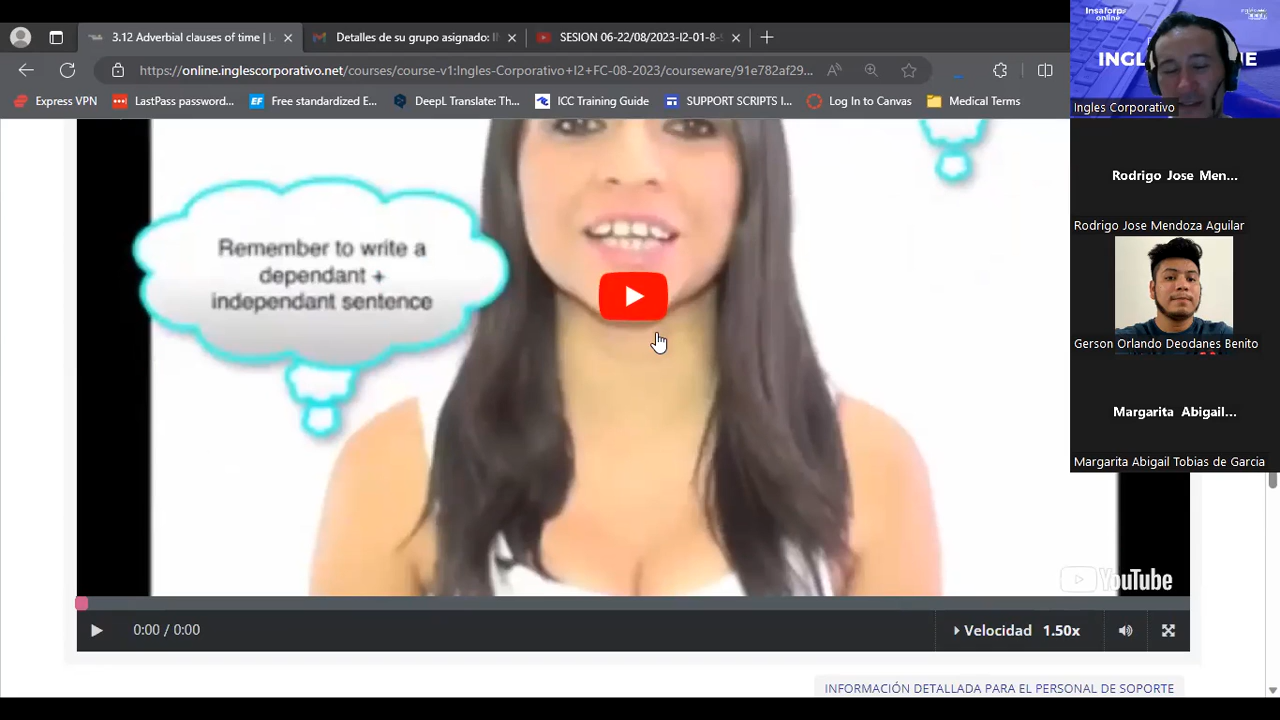 3.12 Adverbial clauses of time | L
Detalles de su grupo asignado: I
SESION 06-22/08/2023-I2-01-8-
https://online.inglescorporativo.net/courses/course-v1:Ingles-Corporativo+I2+FC-08-2023/courseware/91e782af29...
Express VPN
LastPass password...
EF
Free standardized E...
DeepL Translate: Th...
ICC Training Guide
SUPPORT SCRIPTS I...
Log In to Canvas
Medical Terms
Insaforp
online
INGL
NE
Ingles Corporativo
Rodrigo Jose Men...
Rodrigo Jose Mendoza Aguilar
Gerson Orlando Deodanes Benito
Margarita Abigail...
Margarita Abigail Tobias de Garcia
Remember to write a
dependant +
independant sentence
YouTube
0:00 / 0:00
Velocidad 1.50x
INFORMACIÓN DETALLADA PARA EL PERSONAL DE SOPORTE